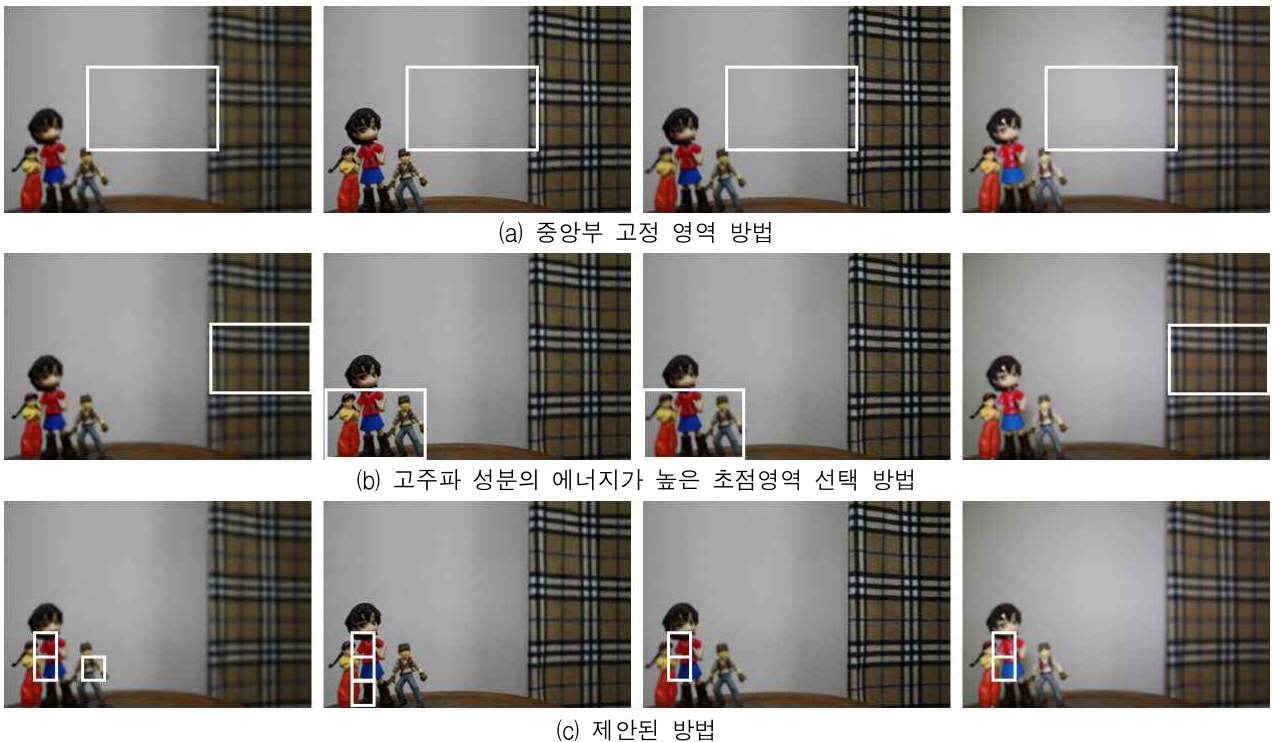 (a) 중앙부 고정 영역 방법
(b) 고주파 성분의 에너지가 높은 초점영역 선택 방법
(c) 제안된 방법